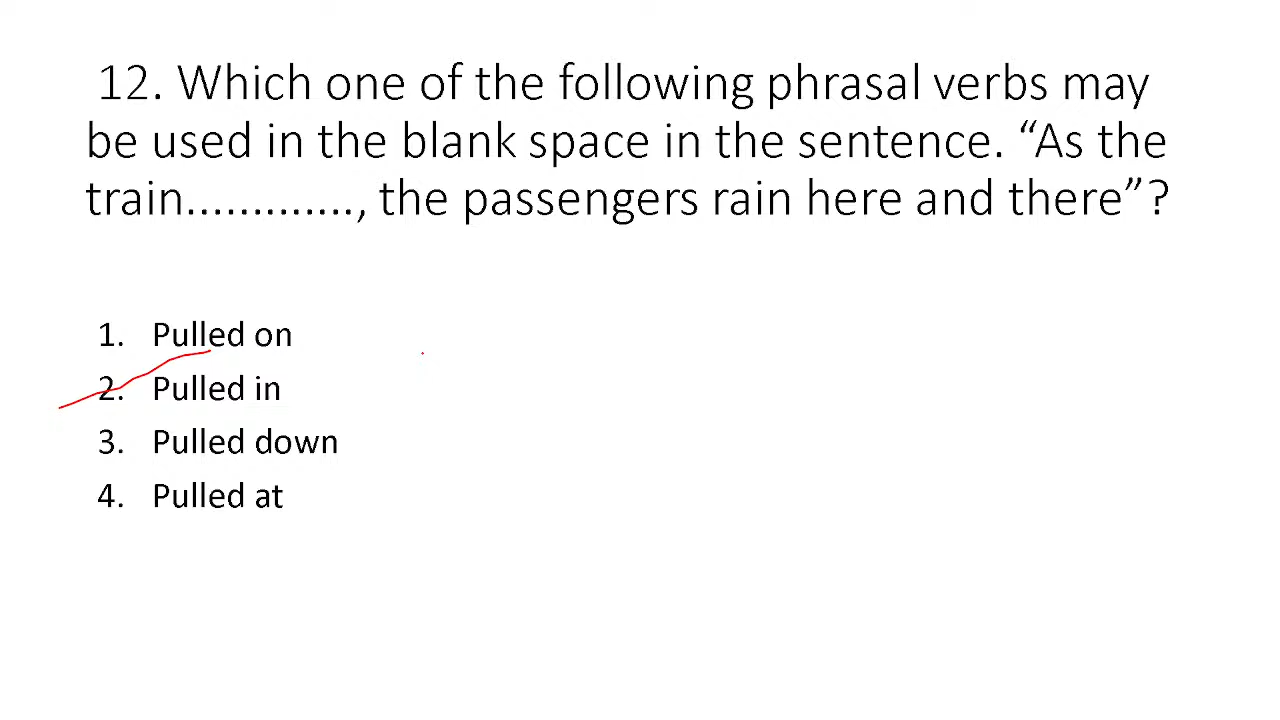 12. Which one of the following phrasal verbs may
be used in the blank space in the sentence. “As the
train............., the passengers rain here and there”?
1. Pulled on
2. Pulled in
3. Pulled down
4. Pulled at